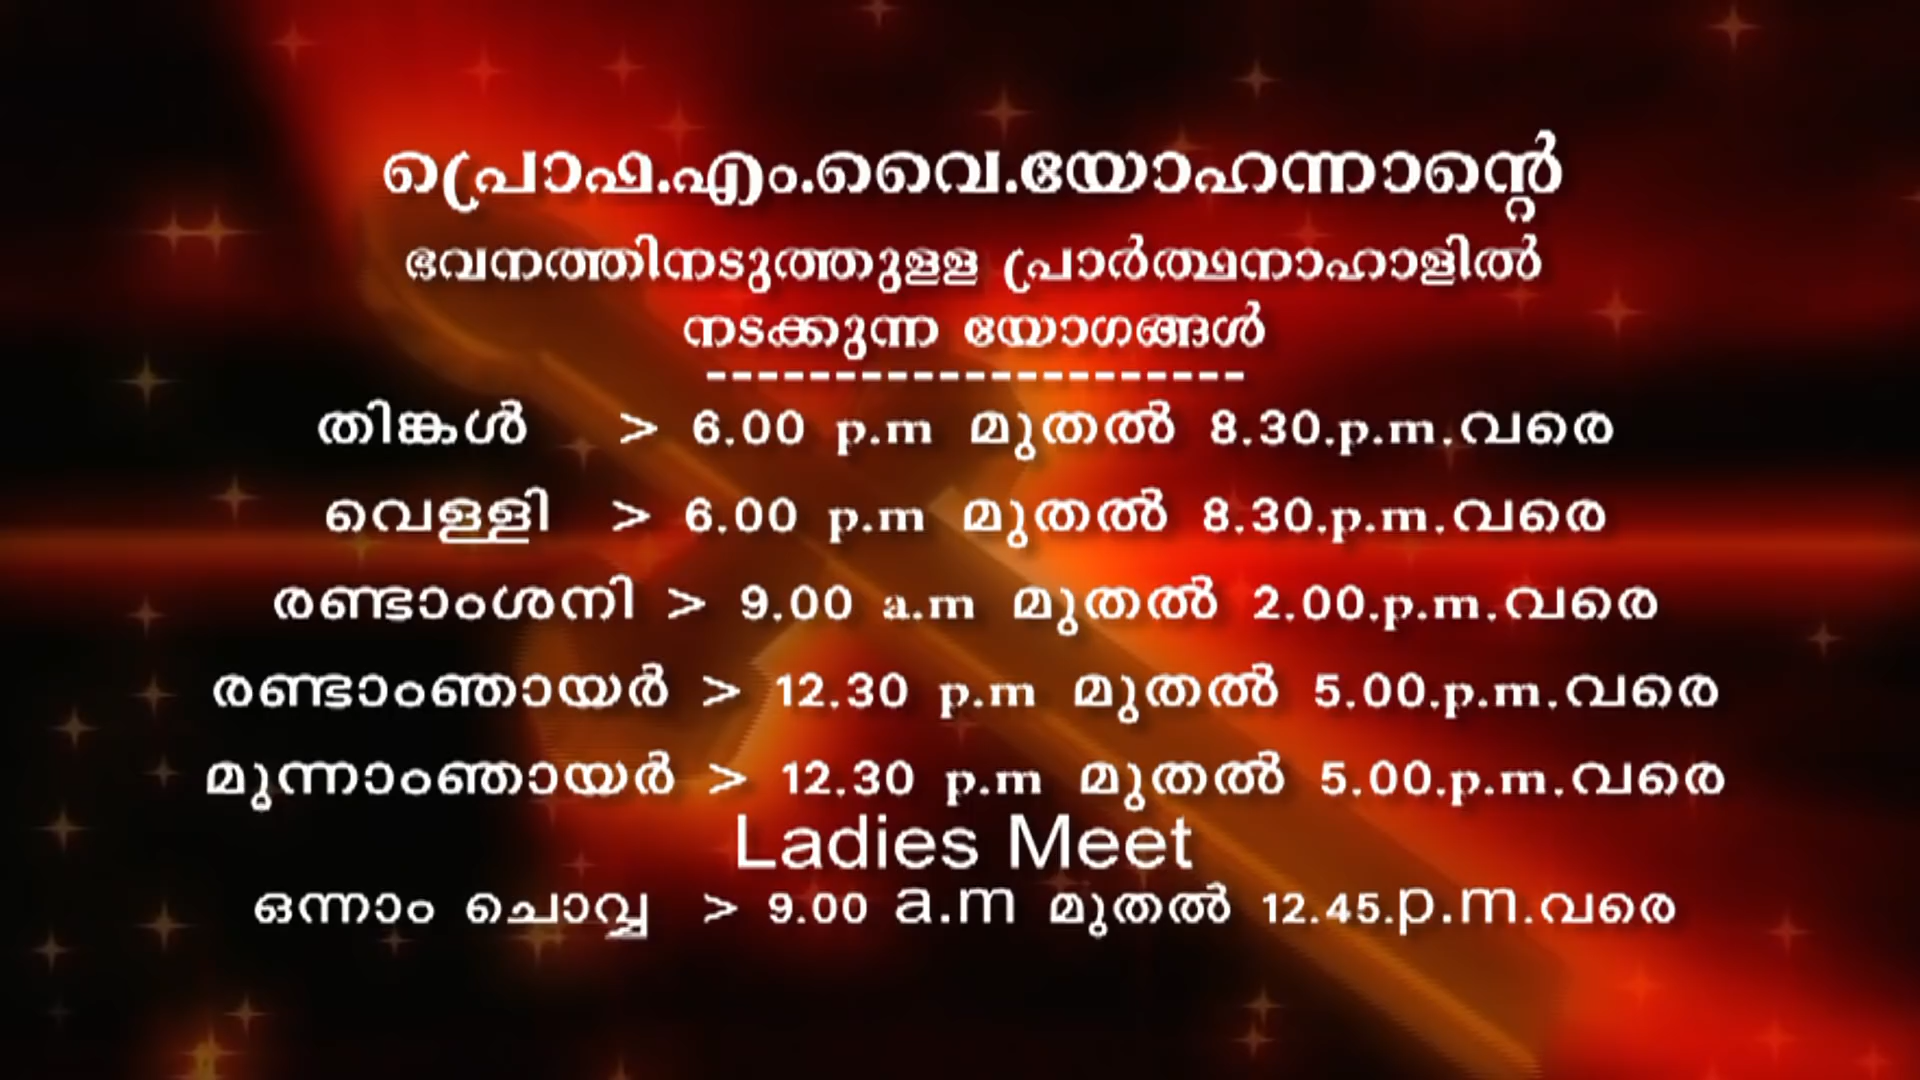 പ്രൊഫ.എം.വൈ.യോഹന്നാന്റെ
ഭവനത്തിനടുത്തുളള പ്രാർത്ഥനാഹാളിൽ
നടക്കുന്ന യോഗങ്ങൾ
---------------------
തിങ്കൾ > 6.00 p.m മുതൽ 8.30.p.m.വരെ
വെള്ളി > 6.00 p.m മുതൽ 8.30.p.m.വരെ
രണ്ടാംശനി > 9.00 a.m മുതൽ 2.00.p.m.വരെ
രണ്ടാംഞായർ > 12.30 p.m മുതൽ 5.00.p.m.വരെ
മുന്നാംഞായർ > 12.30 p.m മുതൽ 5.00.p.m.വരെ
Ladies Meet
ഒന്നാം ചൊവ്വ > 9.00 a.m മുതൽ 12.45.p.m.വരെ